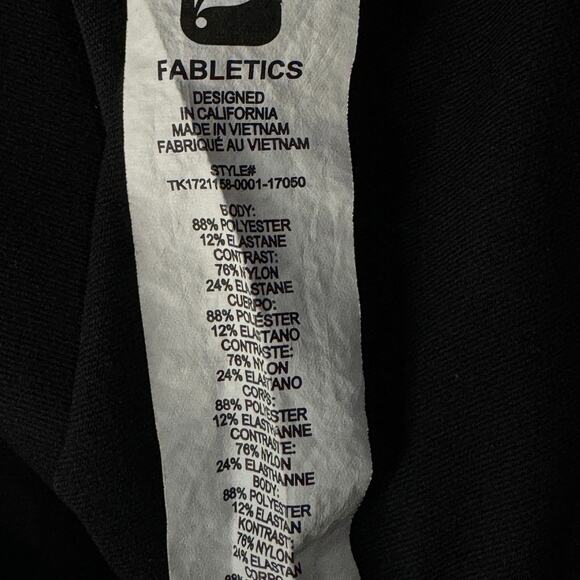 FABLETICS
DESIGNED
IN CALIFORNIA
MADE IN VIETNAM
FABRIQUÉ AU VIETNAM
STYLE#
TK1721158-0001-17050
BODY:
88% POLYESTER
12% ELASTANE
CONTRAST:
76% NYLON
24% ELASTANE
CUERPO:
88% POLIÉSTER
12% ELASTANO
CONTRASTE:
76% NYLON
24% ELASTANO
CORPS:
88% POLYESTER
12% ELASTHANNE
CONTRASTE:
76% NYLON
24% ELASTHANNE
BODY:
88% POLYESTER
12% ELASTAN
KONTRAST:
76% NYLON
24% ELASTAN
CORPO: